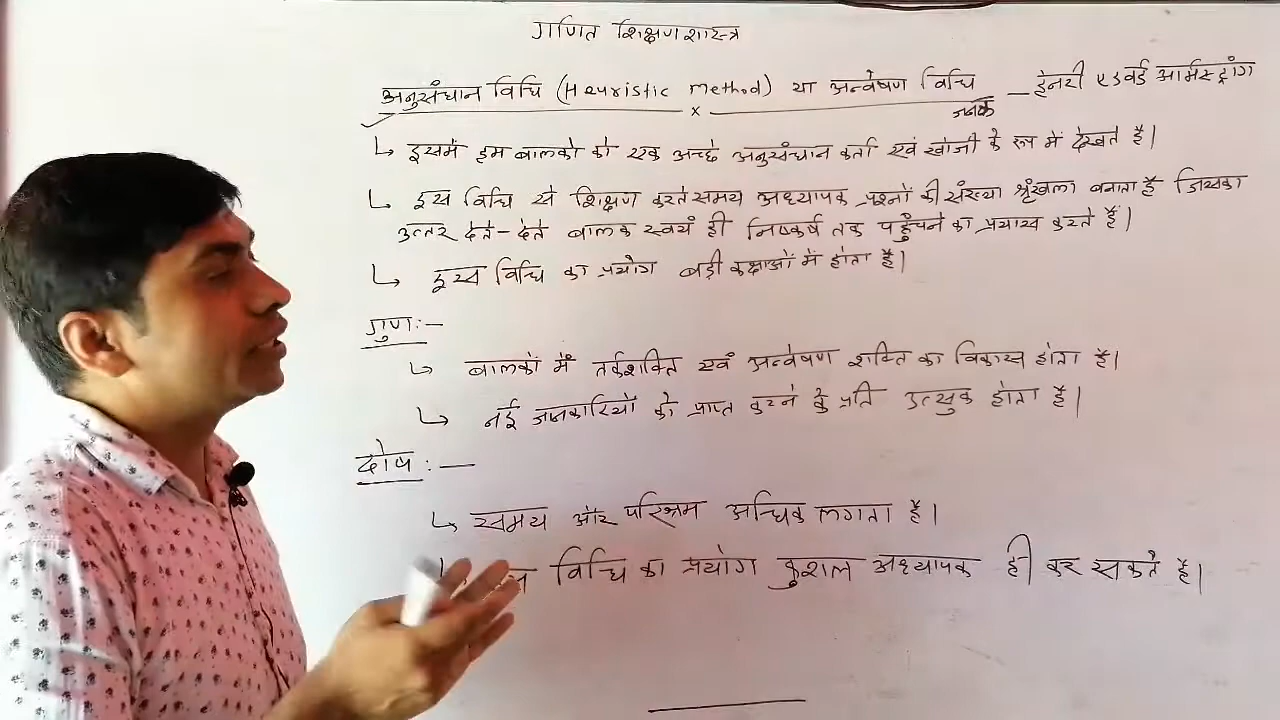 गणित शिक्षणशास्त्र
अनुसंधान विधि (Heuristic method) या अन्वेषण विधि — हेनरी एडवर्ड आर्मस्ट्रांग
जनक
इसमें हम बालको को एक अच्छे अनुसंधान कर्ता एवं खोजी के रूप में देखते है।
इस विधि से शिक्षण करते समय अध्यापक प्रश्नों की संख्या श्रृंखला बनाता है जिसका
उत्तर देते-देते बालक स्वयं ही निष्कर्ष तक पहुँचने का प्रयास करते हैं।
इस विधि का प्रयोग बड़ी कक्षाओं में होता है।
गुण:-
बालकों में तर्कशक्ति एवं अन्वेषण शक्ति का विकास होता है।
नई जानकारियों को प्राप्त करने के प्रति उत्सुक होता है।
दोष:-
समय और परिश्रम अधिक लगता है।
विधि का प्रयोग कुशल अध्यापक ही कर सकते है।